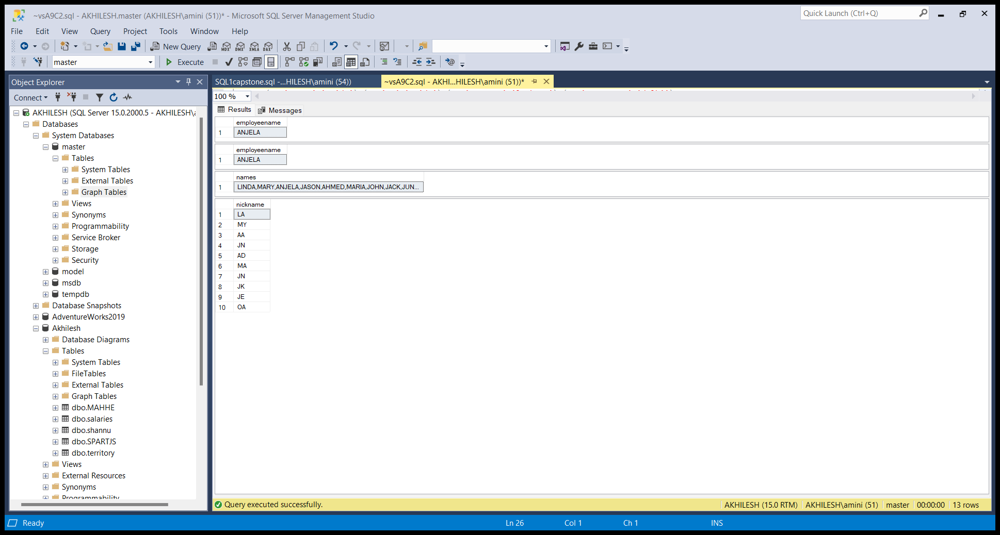 ~vsA9C2.sql - AKHILESH.master (AKHILESH\amini (51))* - Microsoft SQL Server Management Studio
Quick Launch (Ctrl+Q)
File Edit View Query Project Tools Window Help
New Query MDX DMX XMLA DAX
master Execute
Object Explorer
SQL1capstone.sql -...HILESH\amini (54))
~vsA9C2.sql - AKHI...HILESH\amini (51))*
Connect
100 %
Results Messages
AKHILESH (SQL Server 15.0.2000.5 - AKHILESH\
Databases
System Databases
master
Tables
System Tables
External Tables
Graph Tables
Views
Synonyms
Programmability
Service Broker
Storage
Security
model
msdb
tempdb
Database Snapshots
AdventureWorks2019
Akhilesh
Database Diagrams
Tables
System Tables
FileTables
External Tables
Graph Tables
dbo.MAHHE
dbo.salaries
dbo.shannu
dbo.SPARTJS
dbo.territory
Views
External Resources
Synonyms
Programmability
employeename
1 ANJELA
employeename
1 ANJELA
names
1 LINDA,MARY,ANJELA,JASON,AHMED,MARIA,JOHN,JACK,JUN...
nickname
1 LA
2 MY
3 AA
4 JN
5 AD
6 MA
7 JN
8 JK
9 JE
10 OA
Query executed successfully.
AKHILESH (15.0 RTM) AKHILESH\amini (51) master 00:00:00 13 rows
Ready Ln 26 Col 1 Ch 1 INS